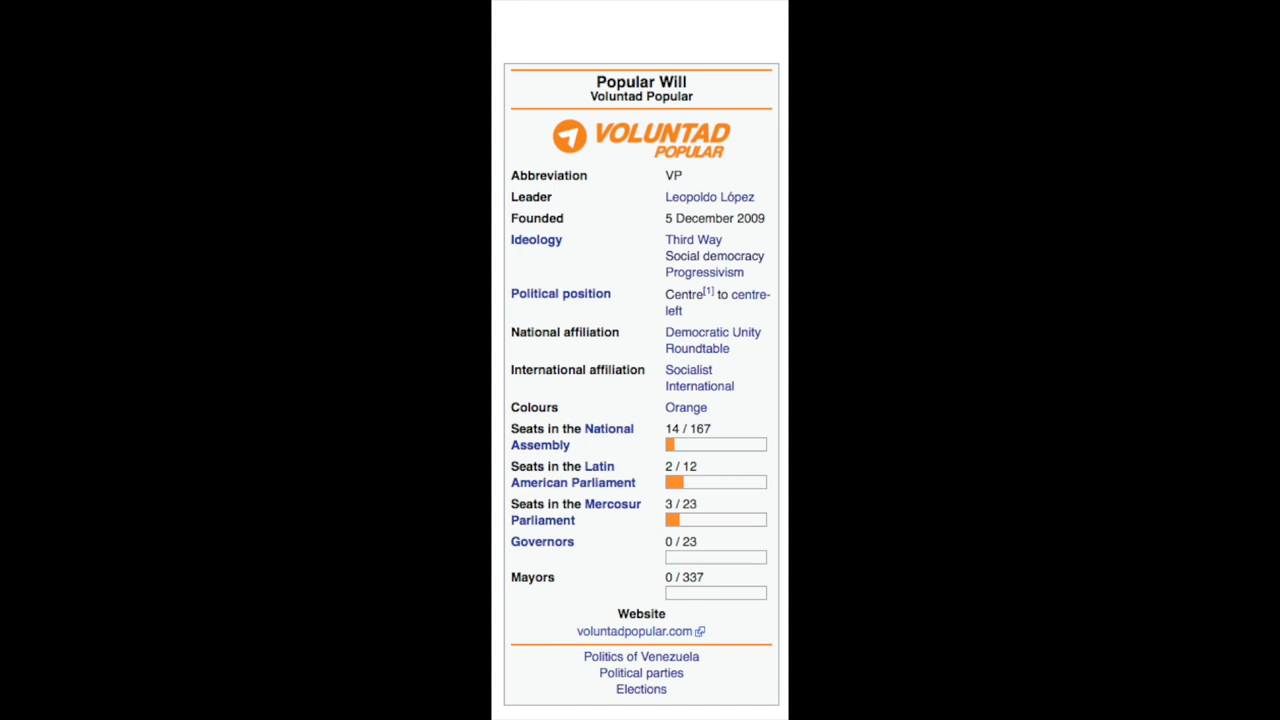 Popular Will
Voluntad Popular
VOLUNTAD
POPULAR
Abbreviation VP
Leader Leopoldo López
Founded 5 December 2009
Ideology Third Way
Social democracy
Progressivism
Political position Centre[1] to centre-
left
National affiliation Democratic Unity
Roundtable
International affiliation Socialist
International
Colours Orange
Seats in the National 14 / 167
Assembly
Seats in the Latin 2 / 12
American Parliament
Seats in the Mercosur 3 / 23
Parliament
Governors 0 / 23
Mayors 0 / 337
Website
voluntadpopular.com
Politics of Venezuela
Political parties
Elections